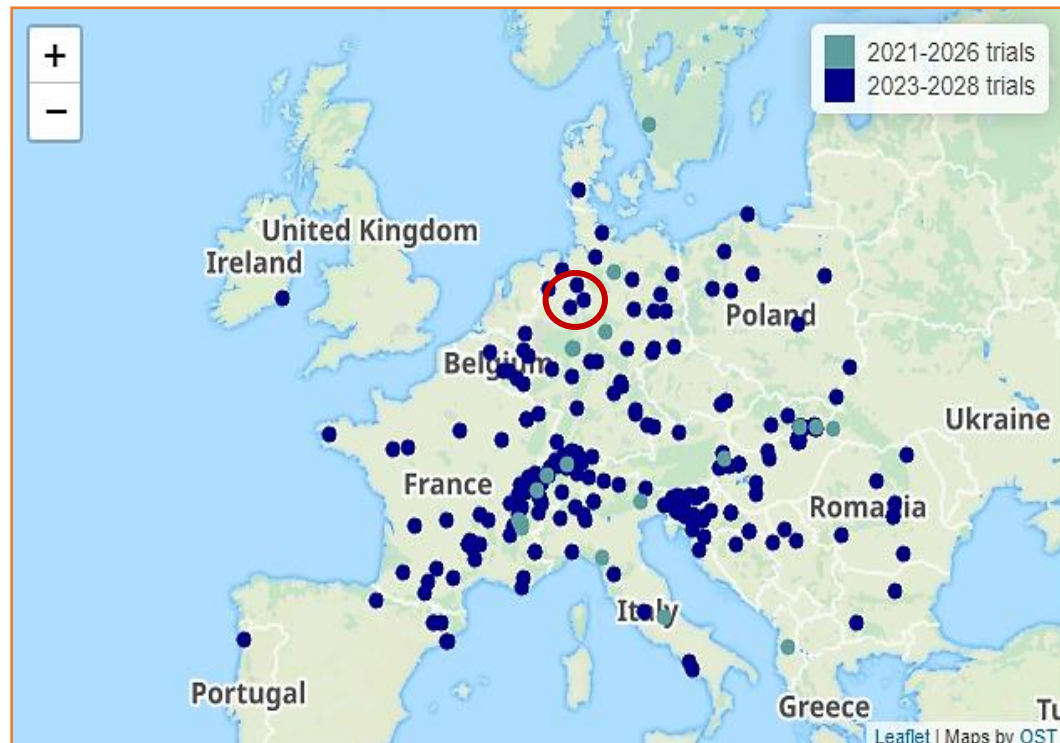 +
−
2021-2026 trials
2023-2028 trials
United Kingdom
Ireland
Poland
Belgium
Ukraine
France
Romania
Italy
Portugal
Greece
Tu
Leaflet | Maps by OST